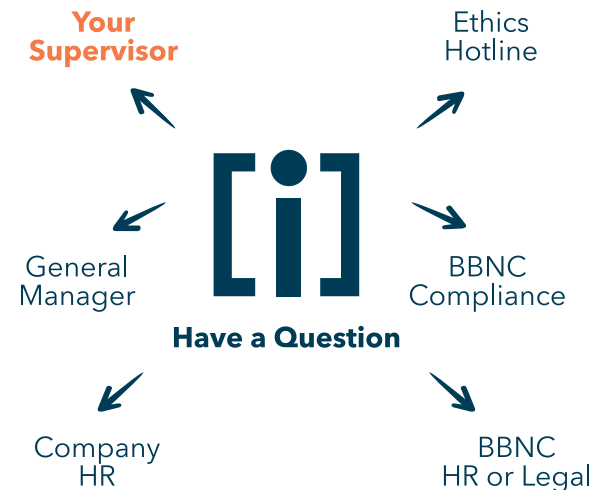 Your
Supervisor
Ethics
Hotline
General
Manager
BBNC
Compliance
[i]
Have a Question
Company
HR
BBNC
HR or Legal